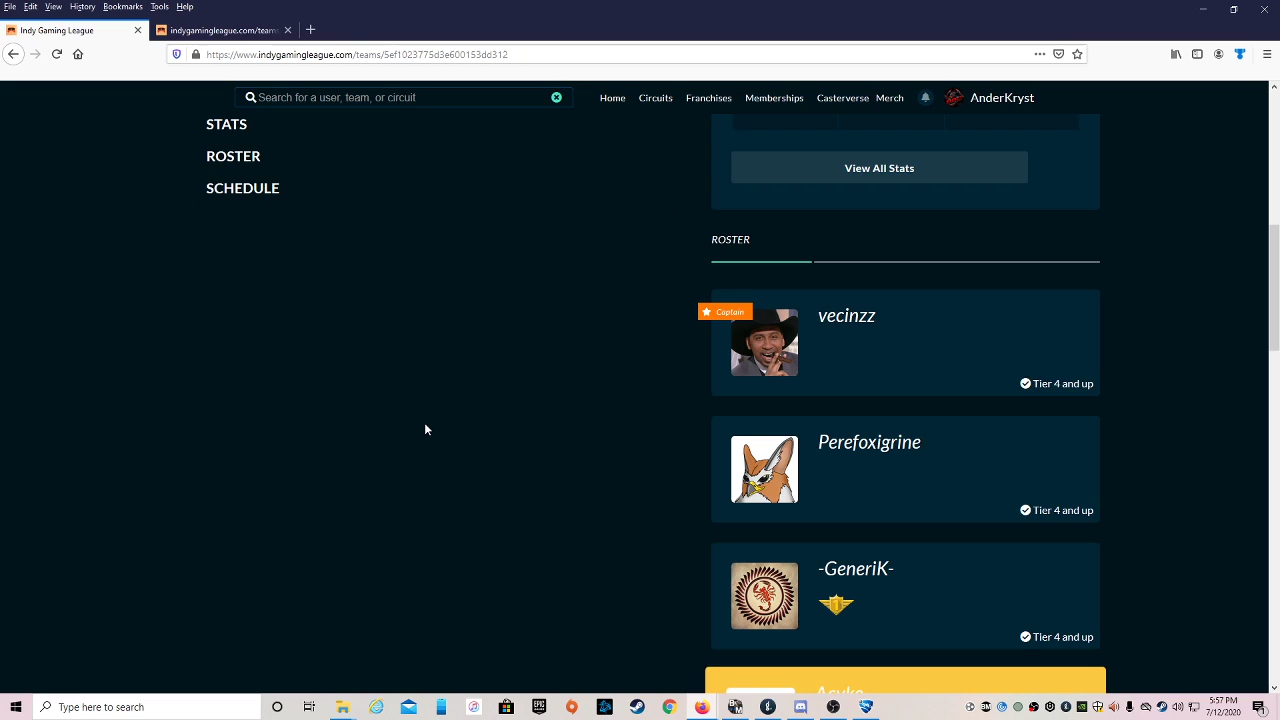 File Edit View History Bookmarks Tools Help
Indy Gaming League
indygamingleague.com/teams
https://www.indygamingleague.com/teams/5ef1023775d3e600153dd312
Search for a user, team, or circuit
Home Circuits Franchises Memberships Casterverse Merch AnderKryst
STATS
ROSTER
SCHEDULE
View All Stats
ROSTER
Captain
vecinzz
Tier 4 and up
Perefoxigrine
Tier 4 and up
-GeneriK-
1
Tier 4 and up
Type here to search
5:57 PM
7/12/2020